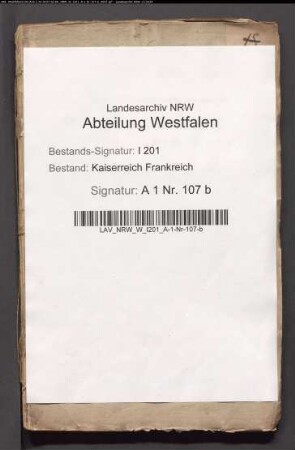 Landesarchiv NRW
Abteilung Westfalen
Bestands-Signatur: I 201
Bestand: Kaiserreich Frankreich
Signatur: A 1 Nr. 107 b
LAV_NRW_W_I201_A-1-Nr-107-b